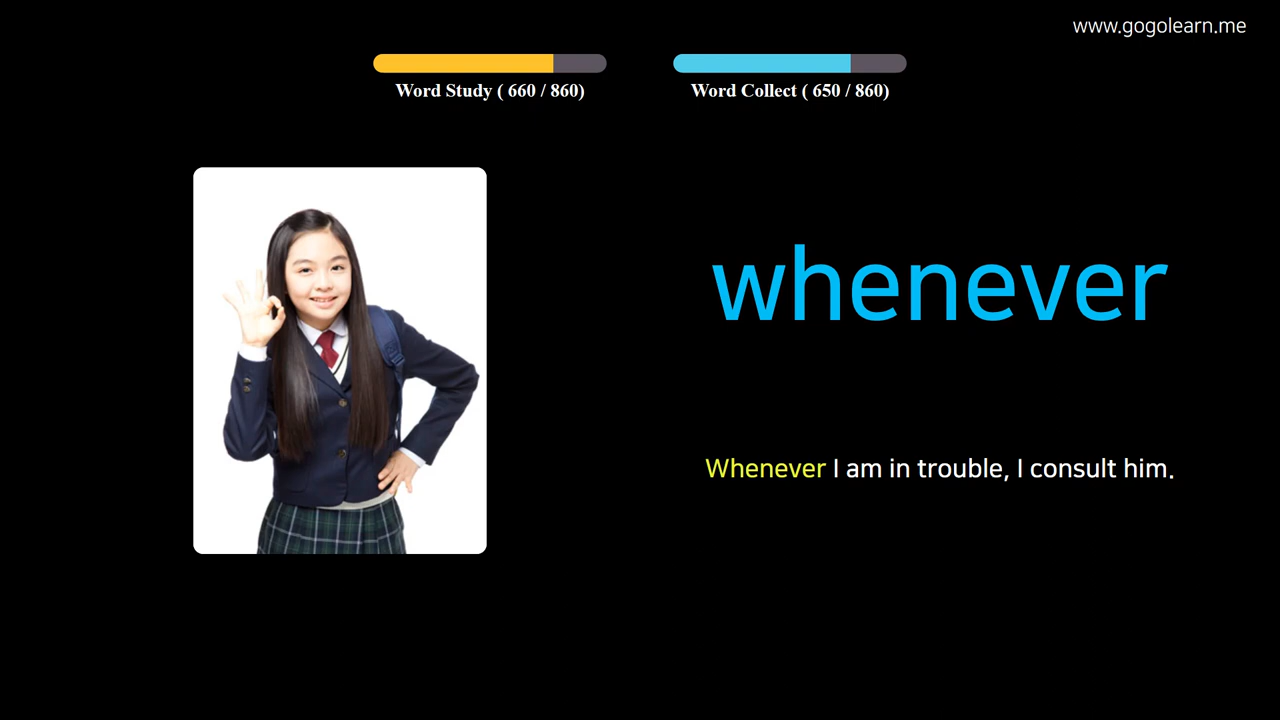 www.gogolearn.me
Word Study ( 660 / 860)
Word Collect ( 650 / 860)
whenever
Whenever I am in trouble, I consult him.